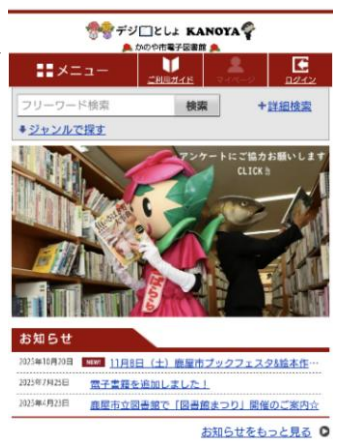 デジ□としょ KANOYA
かのや市電子図書館
メニュー
ご利用ガイド
マイページ
ログイン
フリーワード検索
検索
+詳細検索
ジャンルで探す
アンケートにご協力お願いします
CLICK
お知らせ
2025年10月20日 NEW! 11月8日（土）鹿屋市ブックフェスタ&絵本作…
2025年7月25日 電子書籍を追加しました！
2025年4月23日 鹿屋市立図書館で「図書館まつり」開催のご案内☆
お知らせをもっと見る